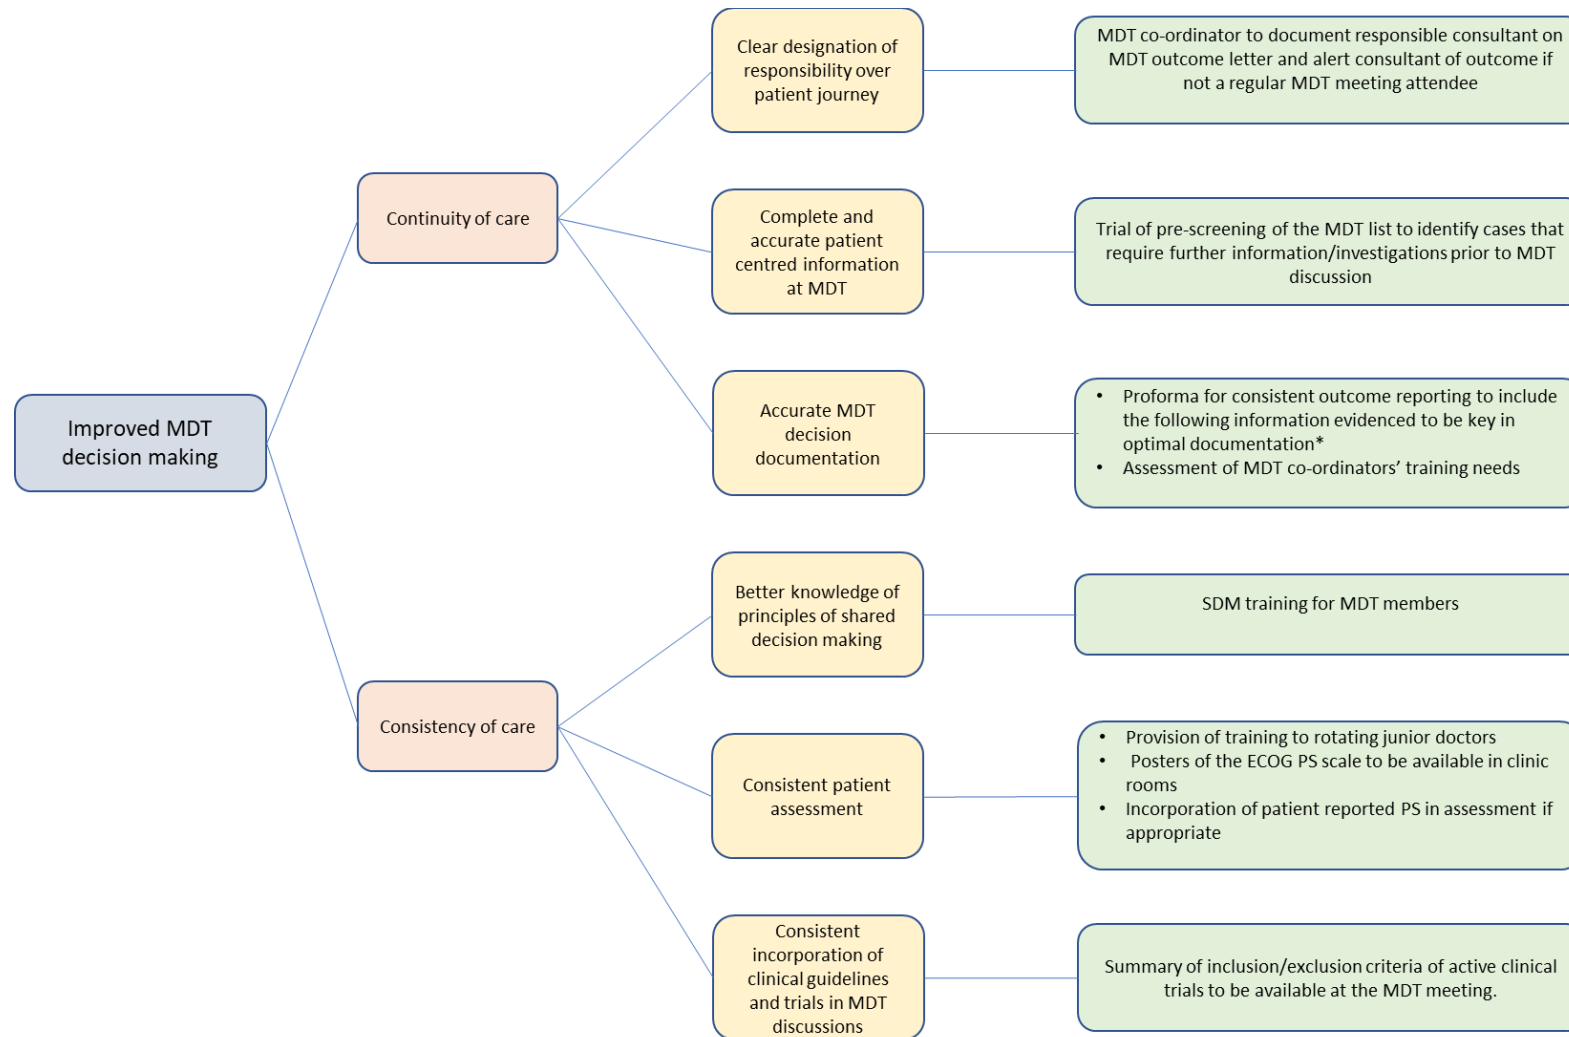 Improved MDT
decision making
Continuity of care
Consistency of care
Clear designation of
responsibility over
patient journey
MDT co-ordinator to document responsible consultant on
MDT outcome letter and alert consultant of outcome if
not a regular MDT meeting attendee
Complete and
accurate patient
centred information
at MDT
Trial of pre-screening of the MDT list to identify cases that
require further information/investigations prior to MDT
discussion
Accurate MDT
decision
documentation
• Proforma for consistent outcome reporting to include
the following information evidenced to be key in
optimal documentation*
• Assessment of MDT co-ordinators’ training needs
Better knowledge of
principles of shared
decision making
SDM training for MDT members
Consistent patient
assessment
• Provision of training to rotating junior doctors
• Posters of the ECOG PS scale to be available in clinic
rooms
• Incorporation of patient reported PS in assessment if
appropriate
Consistent
incorporation of
clinical guidelines
and trials in MDT
discussions
Summary of inclusion/exclusion criteria of active clinical
trials to be available at the MDT meeting.